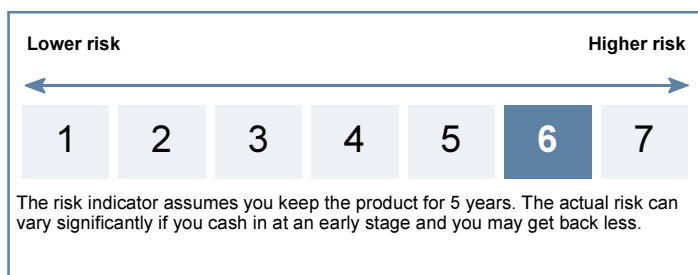 Lower risk Higher risk
1 2 3 4 5 6 7
The risk indicator assumes you keep the product for 5 years. The actual risk can
vary significantly if you cash in at an early stage and you may get back less.